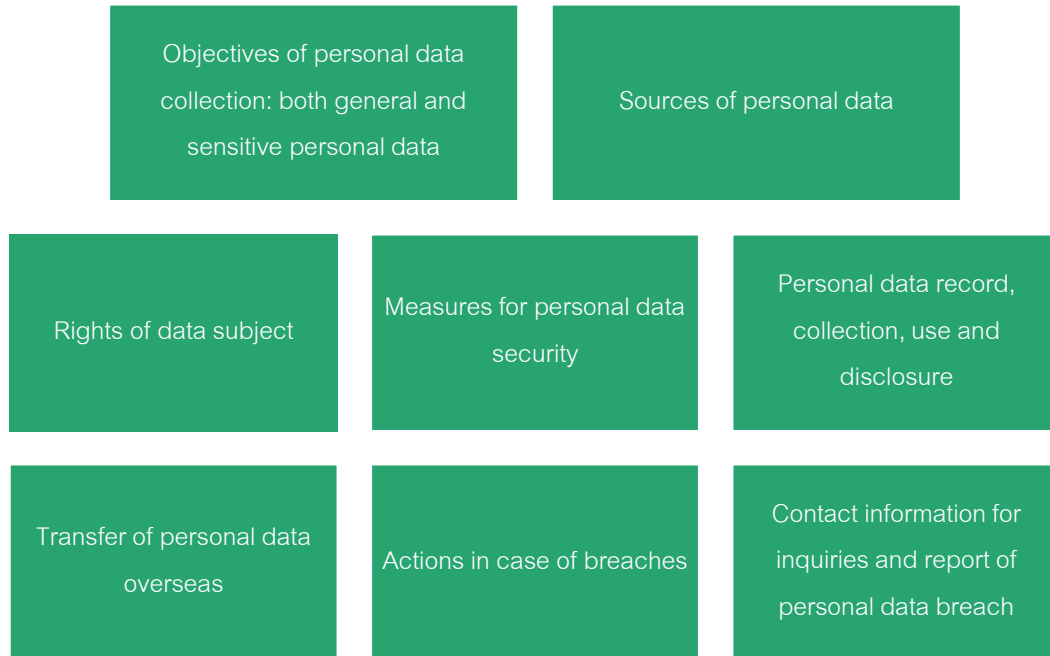 Objectives of personal data
collection: both general and
sensitive personal data
Sources of personal data
Rights of data subject
Measures for personal data
security
Personal data record,
collection, use and
disclosure
Transfer of personal data
overseas
Actions in case of breaches
Contact information for
inquiries and report of
personal data breach